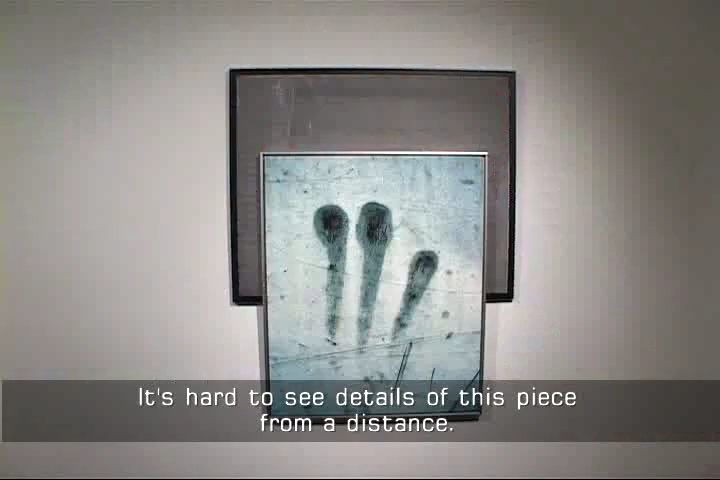 It's hard to see details of this piece
from a distance.